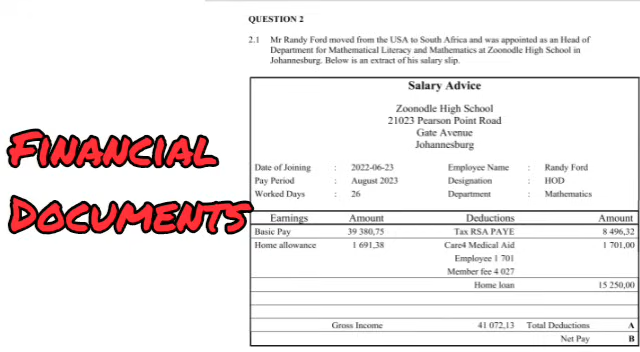 QUESTION 2
2.1 Mr Randy Ford moved from the USA to South Africa and was appointed as an Head of
Department for Mathematical Literacy and Mathematics at Zoonodle High School in
Johannesburg. Below is an extract of his salary slip.
Financial
Documents
Salary Advice
Zoonodle High School
21023 Pearson Point Road
Gate Avenue
Johannesburg
Date of Joining : 2022-06-23 Employee Name : Randy Ford
Pay Period : August 2023 Designation : HOD
Worked Days : 26 Department : Mathematics
Earnings Amount Deductions Amount
Basic Pay 39 380,75 Tax RSA PAYE 8 496,32
Home allowance 1 691,38 Care4 Medical Aid 1 701,00
Employee 1 701
Member fee 4 027
Home loan 15 250,00
Gross Income 41 072,13 Total Deductions A
Net Pay B